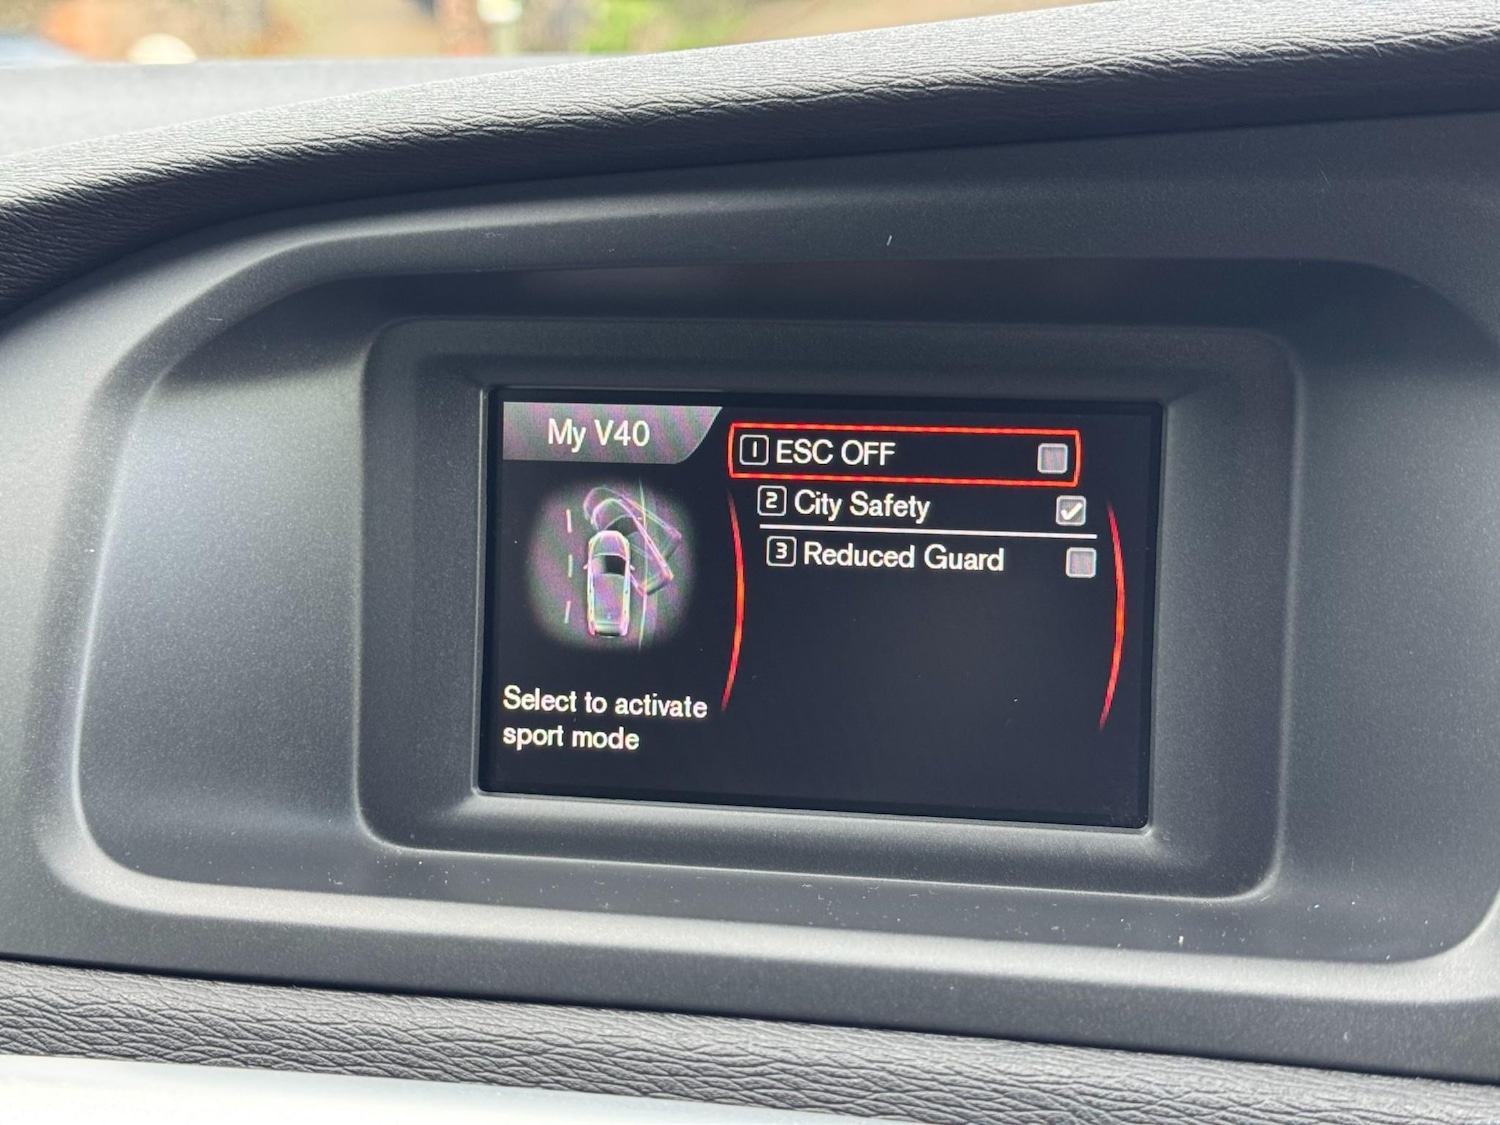 My V40
1 ESC OFF
2 City Safety
3 Reduced Guard
Select to activate
sport mode